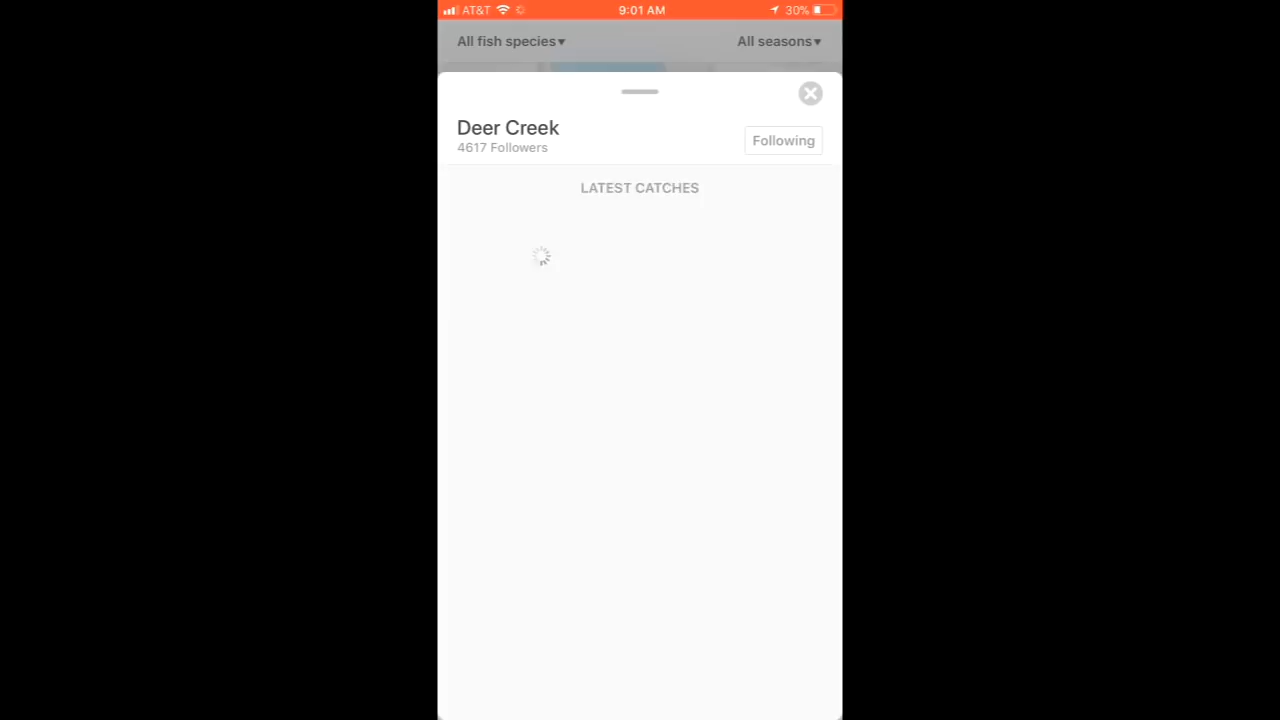 AT&T 9:01 AM 30%
All fish species▾ All seasons▾
Deer Creek
4617 Followers
Following
LATEST CATCHES